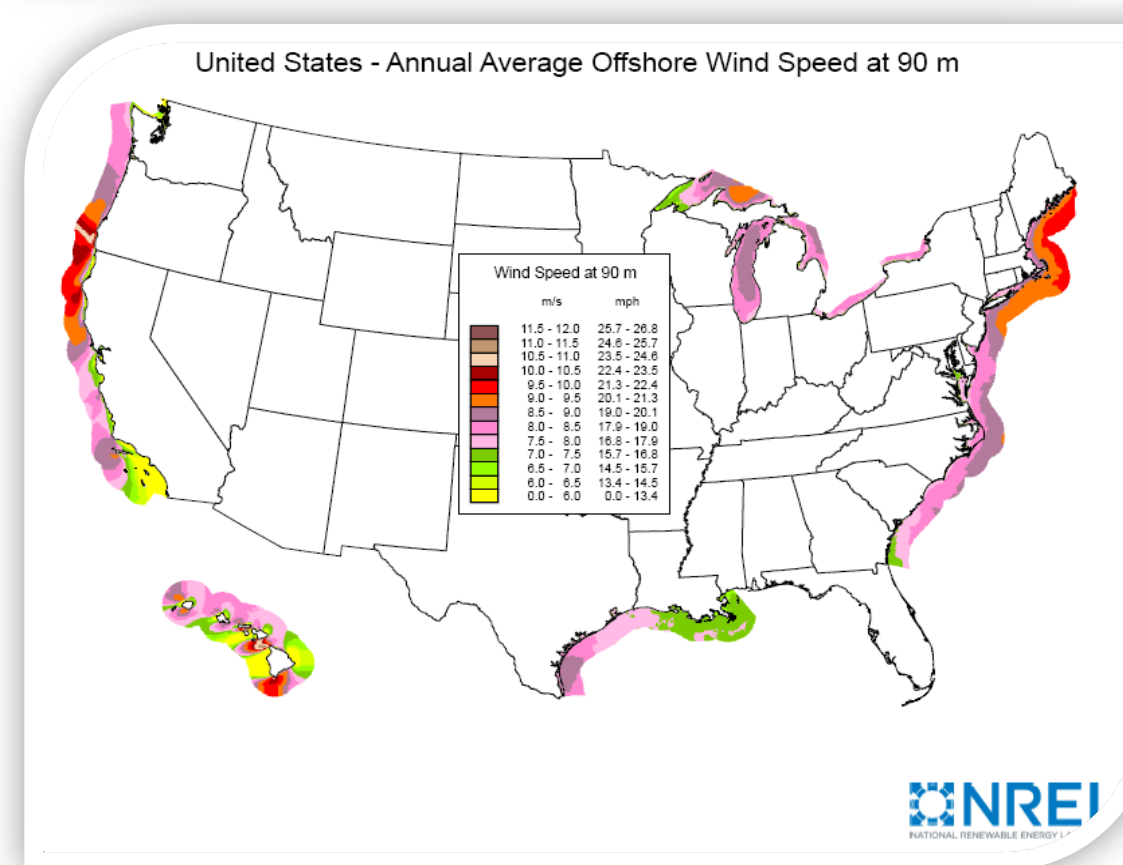 United States - Annual Average Offshore Wind Speed at 90 m
Wind Speed at 90 m
m/s mph
11.5 - 12.0 25.7 - 26.8
11.0 - 11.5 24.6 - 25.7
10.5 - 11.0 23.5 - 24.6
10.0 - 10.5 22.4 - 23.5
9.5 - 10.0 21.3 - 22.4
9.0 - 9.5 20.1 - 21.3
8.5 - 9.0 19.0 - 20.1
8.0 - 8.5 17.9 - 19.0
7.5 - 8.0 16.8 - 17.9
7.0 - 7.5 15.7 - 16.8
6.5 - 7.0 14.5 - 15.7
6.0 - 6.5 13.4 - 14.5
0.0 - 6.0 0.0 - 13.4
NREL
NATIONAL RENEWABLE ENERGY